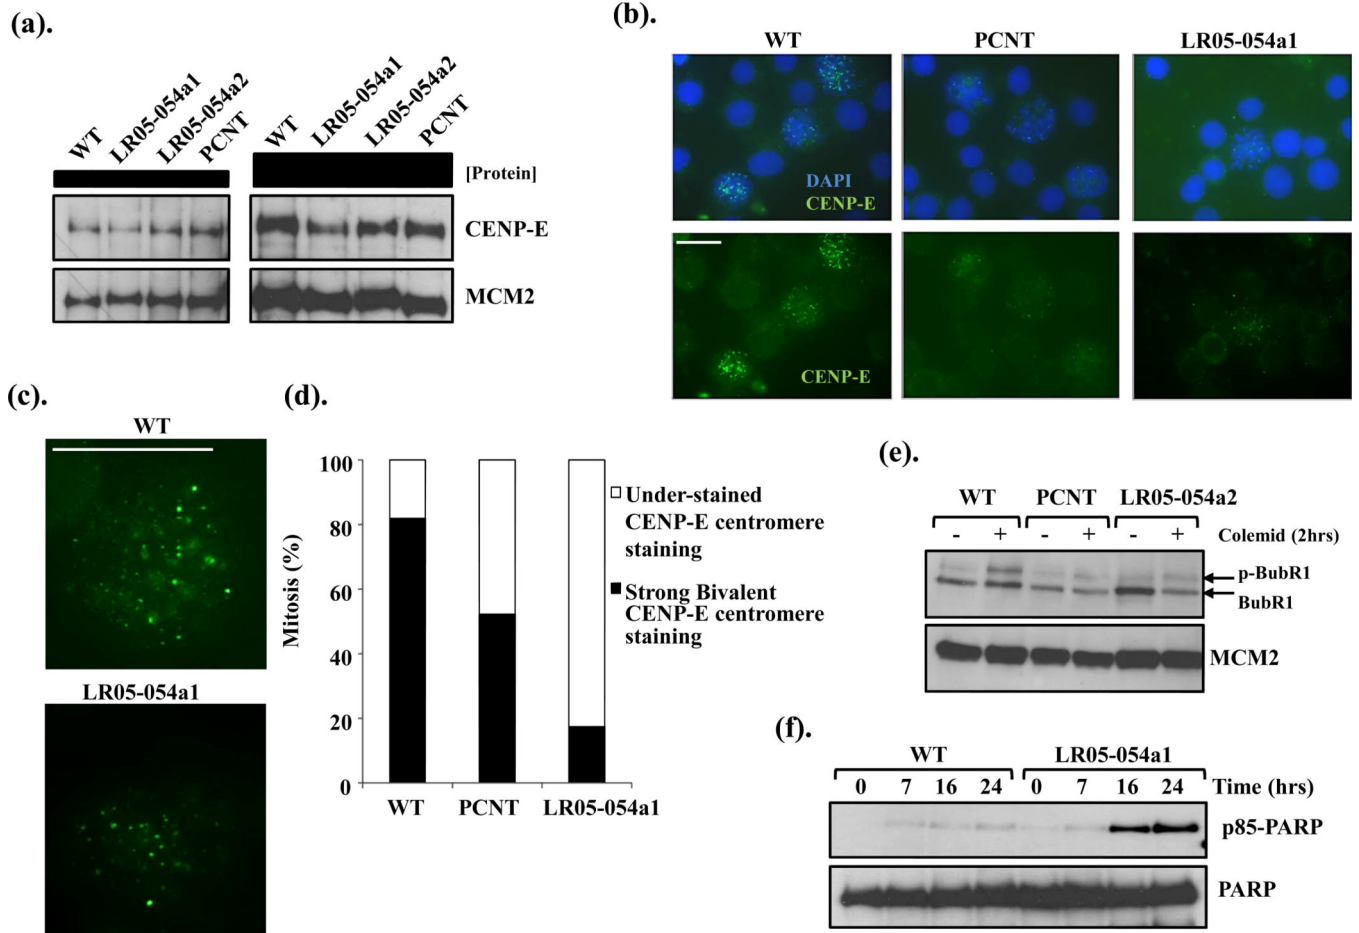 (a).
WT
LR05-054a1
LR05-054a2
PCNT
WT
LR05-054a1
LR05-054a2
PCNT
[Protein]
CENP-E
MCM2
(b).
WT
PCNT
LR05-054a1
DAPI
CENP-E
CENP-E
(c).
WT
LR05-054a1
(d).
Mitosis (%)
100
80
60
40
20
0
WT
PCNT
LR05-054a1
Under-stained
CENP-E centromere
staining
Strong Bivalent
CENP-E centromere
staining
(e).
WT
PCNT
LR05-054a2
- + - + - + Colemid (2hrs)
p-BubR1
BubR1
MCM2
(f).
WT
LR05-054a1
0 7 16 24 0 7 16 24 Time (hrs)
p85-PARP
PARP